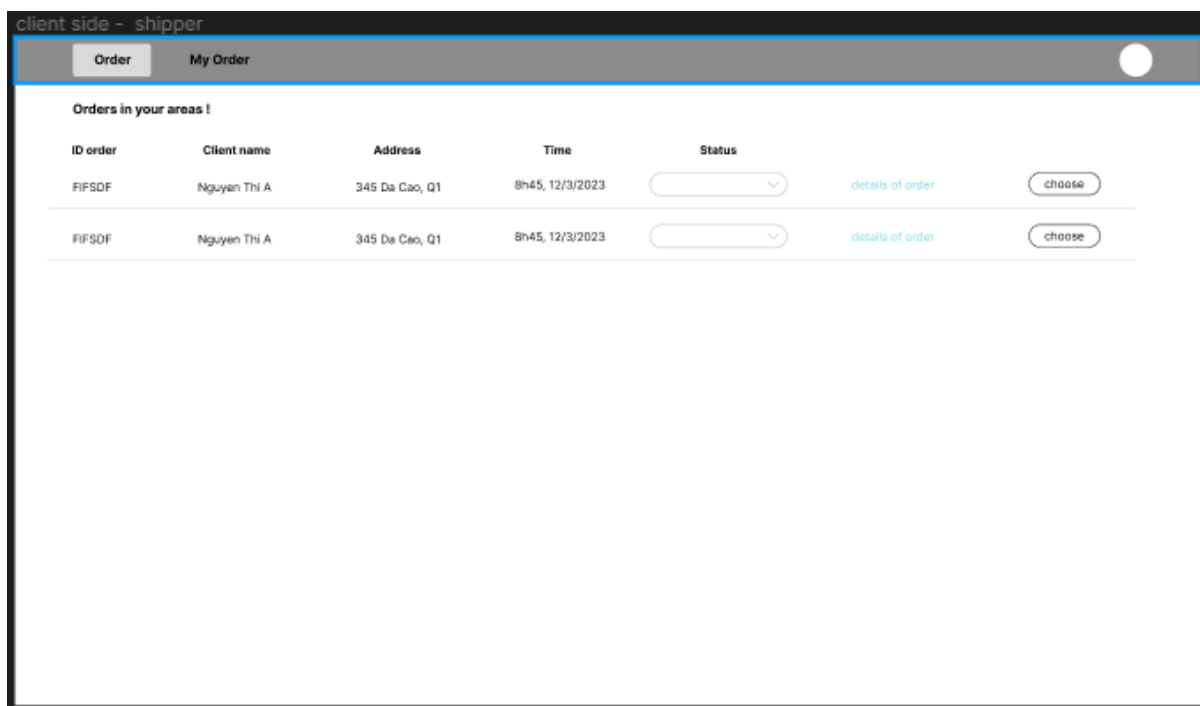 client side - shipper
Order My Order
Orders in your areas !
ID order Client name Address Time Status
FIFSDF Nguyen Thi A 345 Da Cao, Q1 8h45, 12/3/2023 details of order choose
FIFSDF Nguyen Thi A 345 Da Cao, Q1 8h45, 12/3/2023 details of order choose